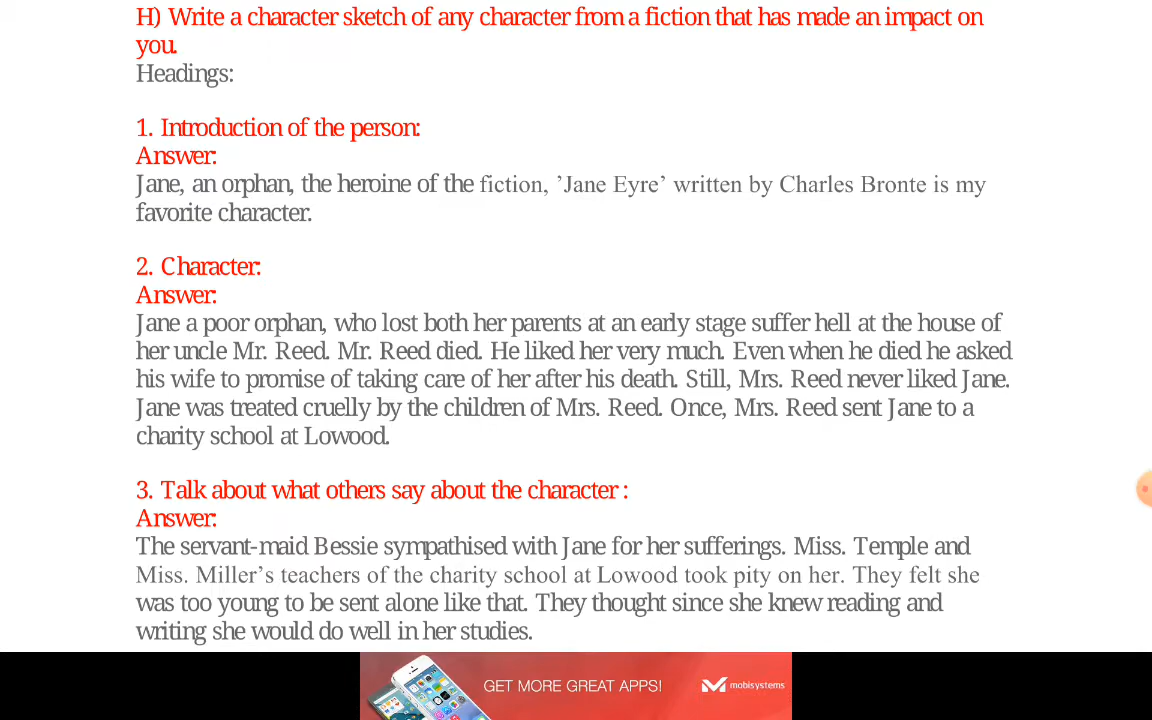 H) Write a character sketch of any character from a fiction that has made an impact on
you.
Headings:
1. Introduction of the person:
Answer:
Jane, an orphan, the heroine of the fiction, ’Jane Eyre’ written by Charles Bronte is my
favorite character.
2. Character:
Answer:
Jane a poor orphan, who lost both her parents at an early stage suffer hell at the house of
her uncle Mr. Reed. Mr. Reed died. He liked her very much. Even when he died he asked
his wife to promise of taking care of her after his death. Still, Mrs. Reed never liked Jane.
Jane was treated cruelly by the children of Mrs. Reed. Once, Mrs. Reed sent Jane to a
charity school at Lowood.
3. Talk about what others say about the character :
Answer:
The servant-maid Bessie sympathised with Jane for her sufferings. Miss. Temple and
Miss. Miller’s teachers of the charity school at Lowood took pity on her. They felt she
was too young to be sent alone like that. They thought since she knew reading and
writing she would do well in her studies.
GET MORE GREAT APPS!
mobisystems